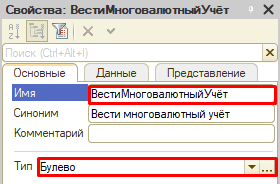 Свойства: ВестиМноговалютныйУчёт
Поиск (Ctrl+Alt+I)
Основные Данные Представление
Имя ВестиМноговалютныйУчёт
Синоним Вести многовалютный учёт
Комментарий
Тип Булево ...